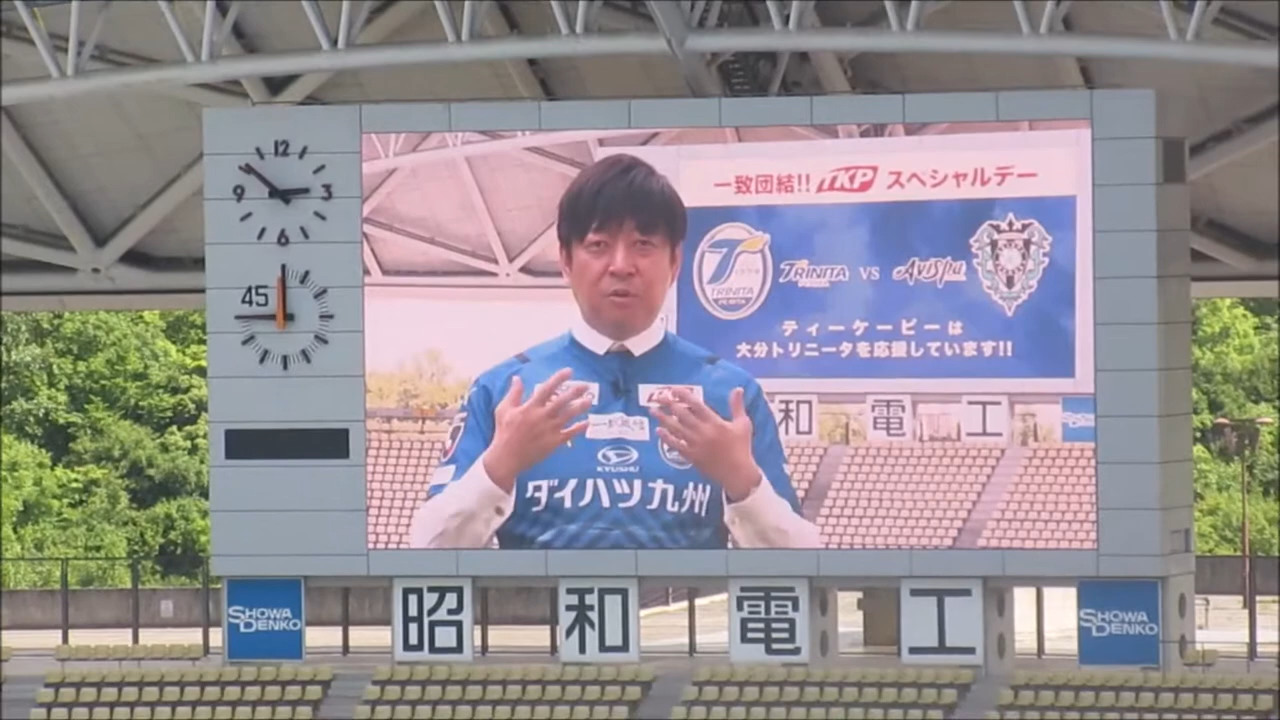 12
9
3
6
45
一致団結!! TKP スペシャルデー
TRINITA
TRINITA VS Avispa
ティーケーピーは
大分トリニータを応援しています!!
TKP
KYUSHU
ダイハツ九州
和電工
SHOWA DENKO
昭和電工
SHOWA DENKO